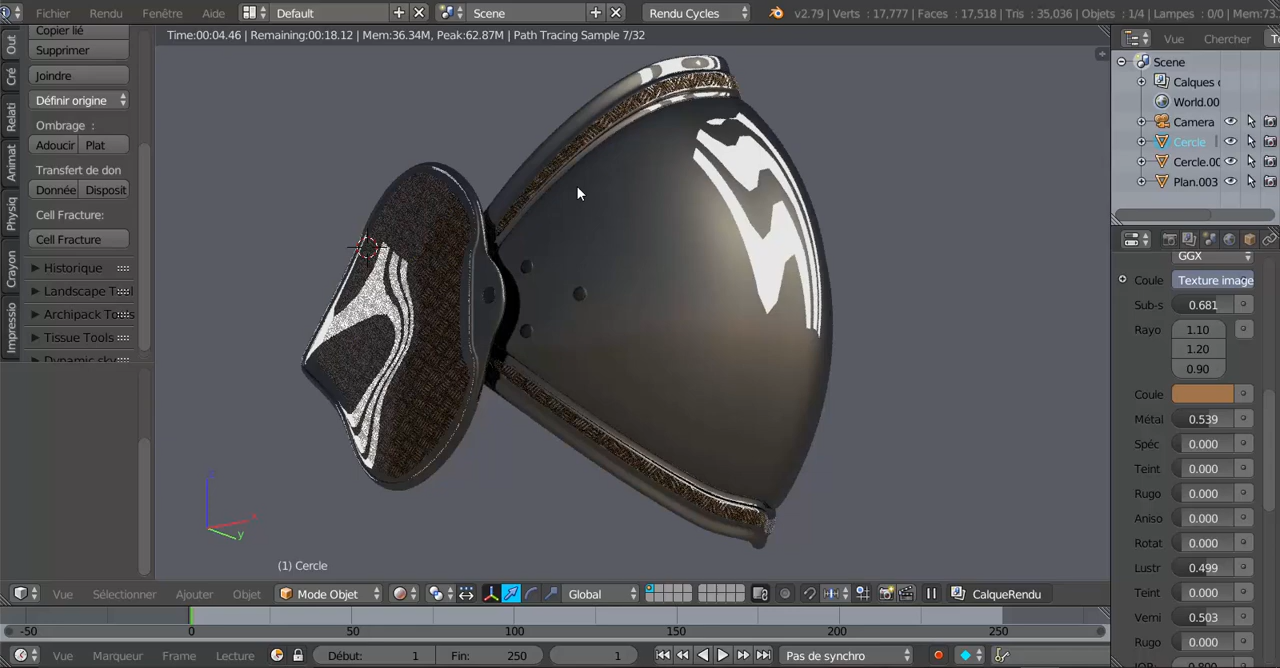 Fichier Rendu Fenêtre Aide Default Scene Rendu Cycles v2.79 | Verts : 17,777 | Faces : 17,518 | Tris : 35,036 | Objets : 1/4 | Lampes : 0/0 | Mem:73.
Time:00:04.46 | Remaining:00:18.12 | Mem:36.34M, Peak:62.87M | Path Tracing Sample 7/32
Out
Cré
Relati
Animat
Physiq
Crayon
Impressio
Copier lié
Supprimer
Joindre
Définir origine
Ombrage :
Adoucir Plat
Transfert de don
Donnée Disposit
Cell Fracture:
Cell Fracture
Historique
Landscape Tool
Archipack Tools
Tissue Tools
Dynamic sky
z
x
y
(1) Cercle
Vue Sélectionner Ajouter Objet Mode Objet Global CalqueRendu
-50 0 50 100 150 200 250
Vue Marqueur Frame Lecture Début: 1 Fin: 250 1 Pas de synchro
Vue Chercher
Scene
Calques
World.00
Camera
Cercle
Cercle.00
Plan.003
GGX
Coule Texture image
Sub-s 0.681
Rayo 1.10
1.20
0.90
Coule
Métal 0.539
Spéc 0.000
Teint 0.000
Rugo 0.000
Aniso 0.000
Rotat 0.000
Lustr 0.499
Teint 0.000
Verni 0.503
Rugo 0.000